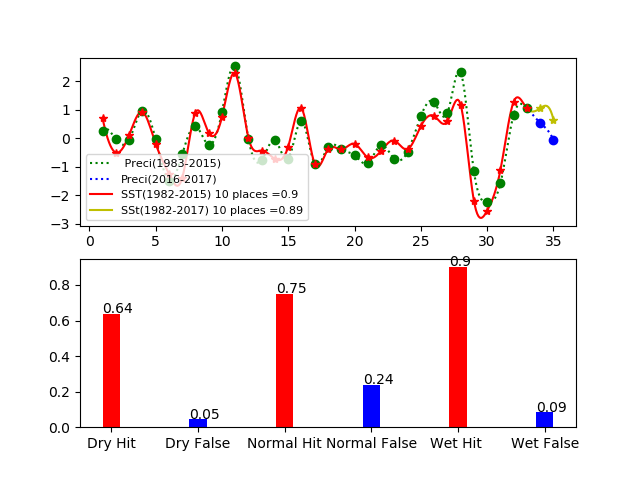 2
1
0
−1
−2
−3
Preci(1983-2015)
Preci(2016-2017)
SST(1982-2015) 10 places =0.9
SSt(1982-2017) 10 places =0.89
0 5 10 15 20 25 30 35
0.8
0.6
0.4
0.2
0.0
0.64 0.05 0.75 0.24 0.9 0.09
Dry Hit Dry False Normal Hit Normal False Wet Hit Wet False